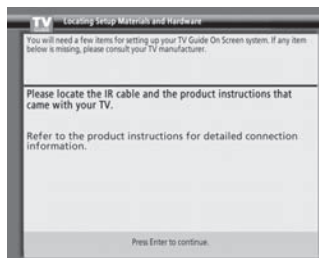 TV Locating Setup Materials and Hardware
You will need a few items for setting up your TV Guide On Screen system. If any item
below is missing, please consult your TV manufacturer.
Please locate the IR cable and the product instructions that
came with your TV.
Refer to the product instructions for detailed connection
information.
Press Enter to continue.